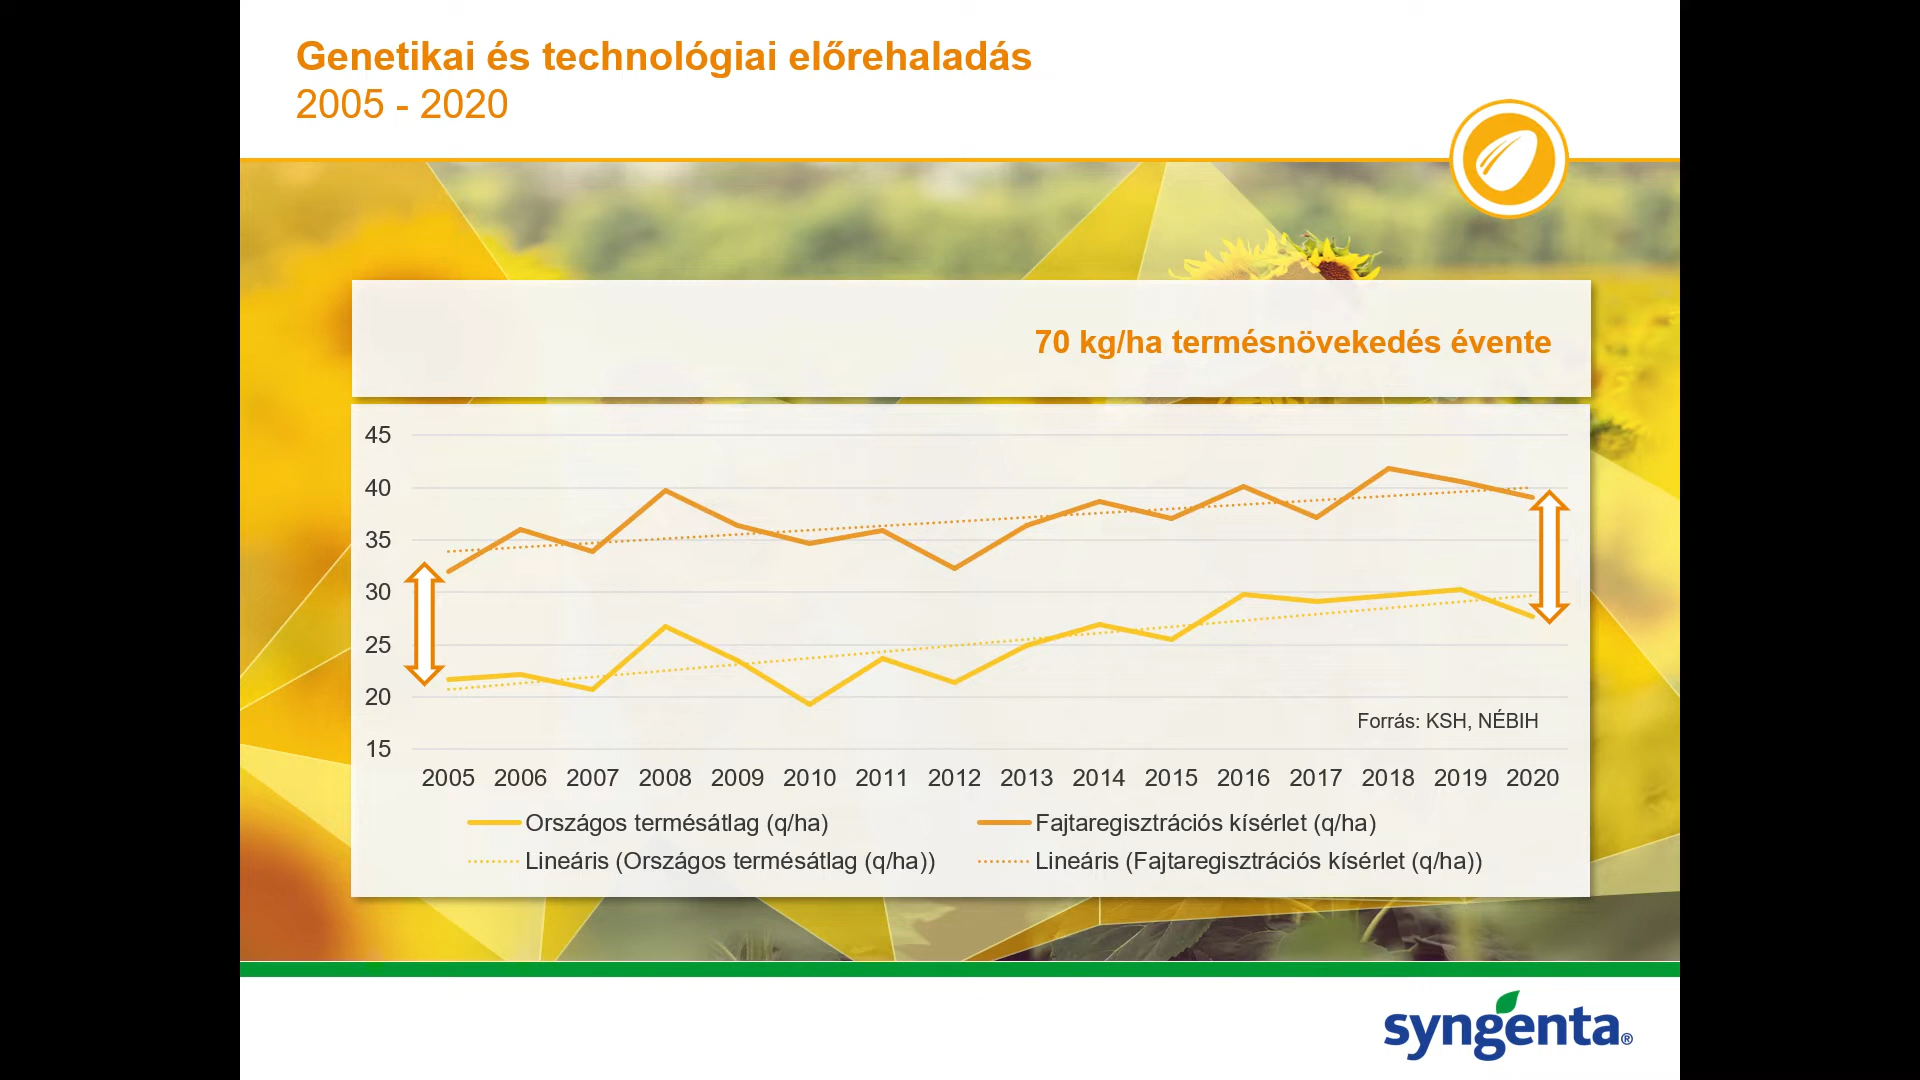 Genetikai és technológiai előrehaladás
2005 - 2020
70 kg/ha termésnövekedés évente
45
40
35
30
25
20
15
Forrás: KSH, NÉBIH
2005 2006 2007 2008 2009 2010 2011 2012 2013 2014 2015 2016 2017 2018 2019 2020
Országos termésátlag (q/ha) Fajtaregisztrációs kísérlet (q/ha)
Lineáris (Országos termésátlag (q/ha)) Lineáris (Fajtaregisztrációs kísérlet (q/ha))
syngenta®